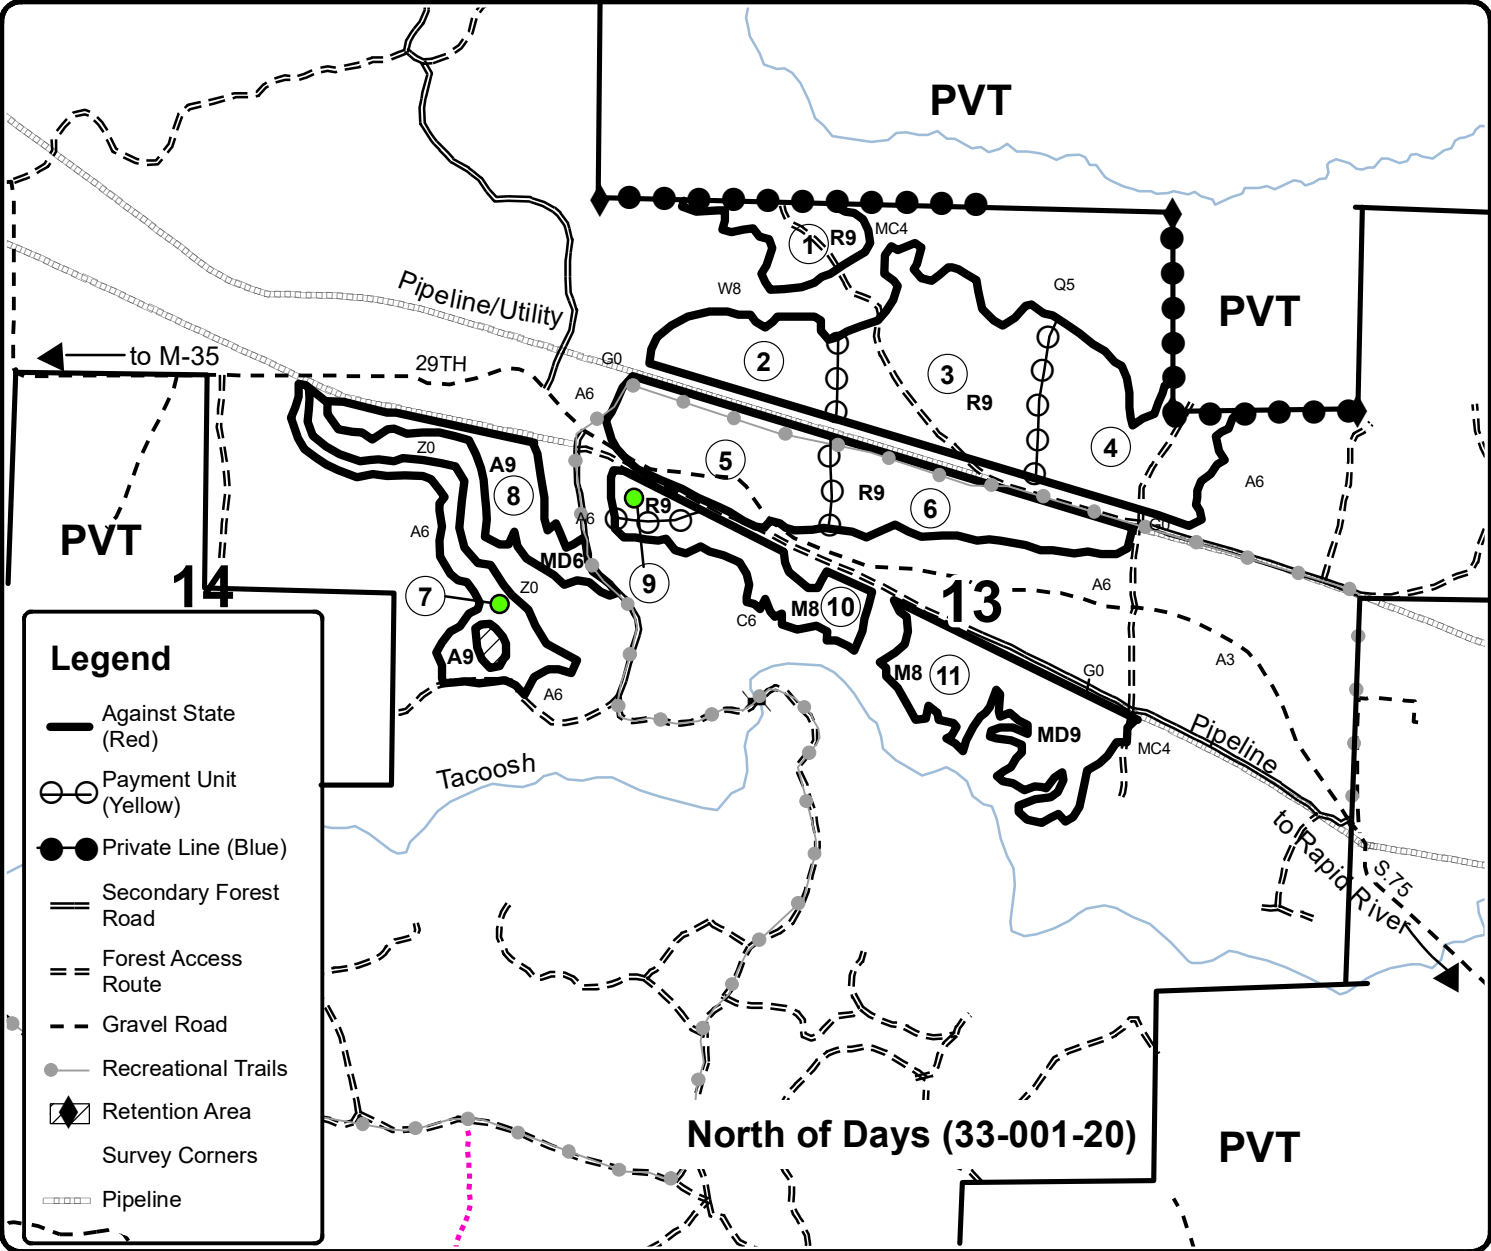 PVT
1
R9
MC4
W8
Q5
Pipeline/Utility
PVT
to M-35
29TH
G0
2
3
R9
A6
4
Z0
A9
5
A6
8
R9
6
R9
A6
G0
PVT
A6
MD6
14
7
Z0
9
13
A6
M8
10
C6
A9
A6
M8
11
G0
A3
MD9
MC4
Pipeline
Tacoosh
to Rapid River
S.75
Legend
Against State
(Red)
Payment Unit
(Yellow)
Private Line (Blue)
Secondary Forest
Road
Forest Access
Route
Gravel Road
Recreational Trails
Retention Area
Survey Corners
Pipeline
North of Days (33-001-20)
PVT